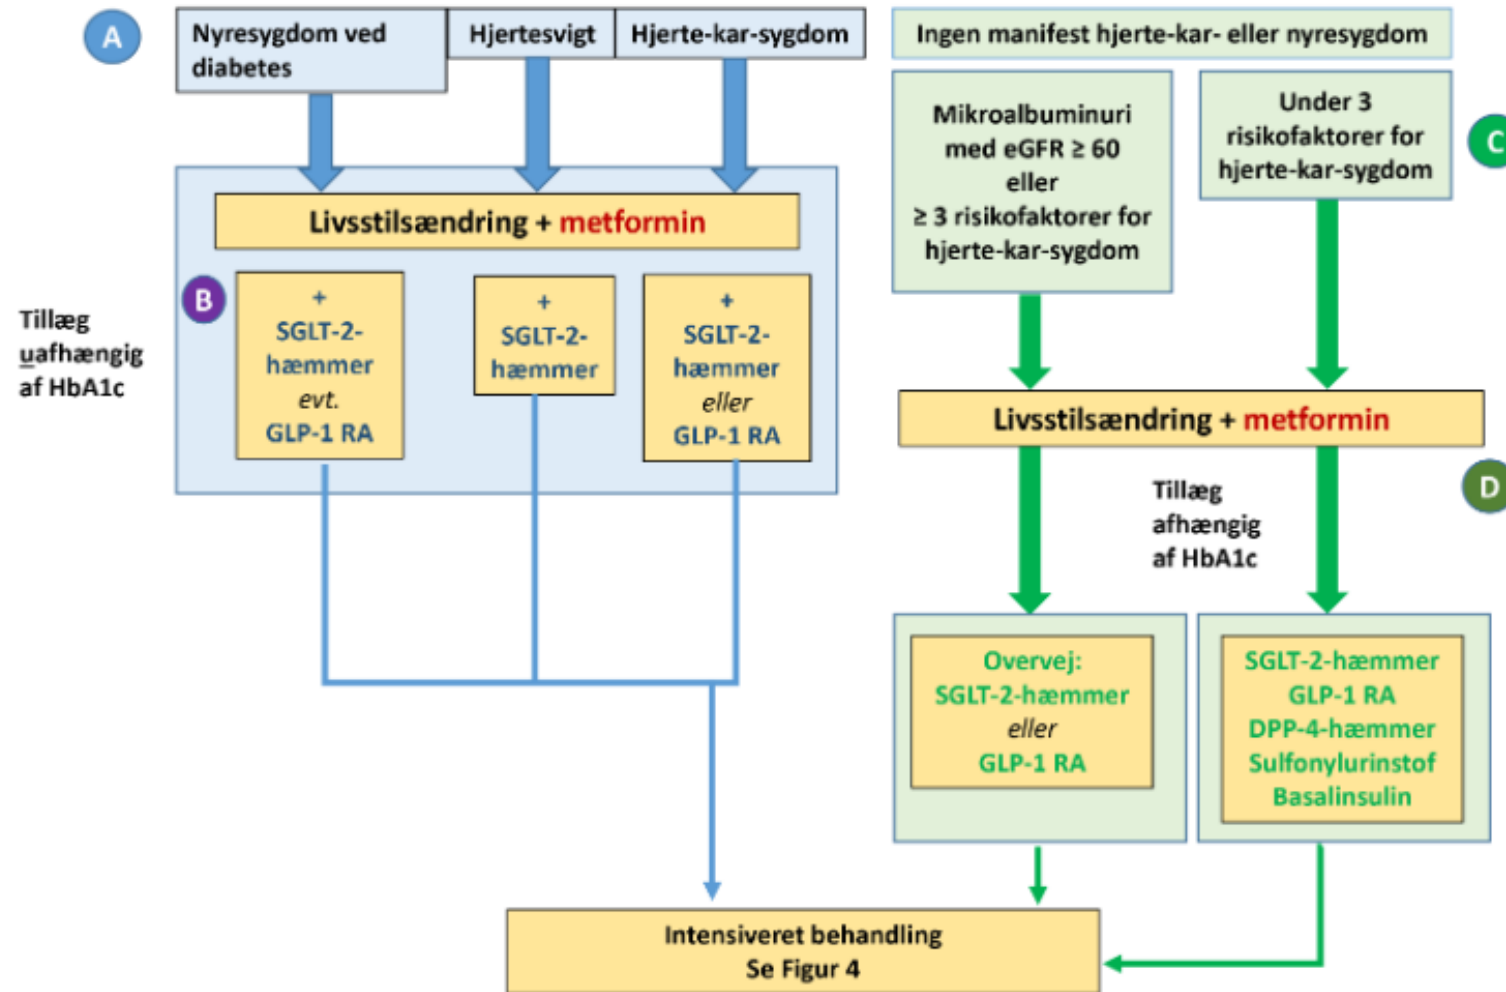 A
Nyresygdom ved
diabetes
Hjertesvigt
Hjerte-kar-sygdom
Livsstilsændring + metformin
Tillæg
uafhængig
af HbA1c
B
+
SGLT-2-
hæmmer
evt.
GLP-1 RA
+
SGLT-2-
hæmmer
+
SGLT-2-
hæmmer
eller
GLP-1 RA
Ingen manifest hjerte-kar- eller nyresygdom
Mikroalbuminuri
med eGFR ≥ 60
eller
≥ 3 risikofaktorer for
hjerte-kar-sygdom
Under 3
risikofaktorer for
hjerte-kar-sygdom
C
Livsstilsændring + metformin
D
Tillæg
afhængig
af HbA1c
Overvej:
SGLT-2-hæmmer
eller
GLP-1 RA
SGLT-2-hæmmer
GLP-1 RA
DPP-4-hæmmer
Sulfonylurinstof
Basalinsulin
Intensiveret behandling
Se Figur 4